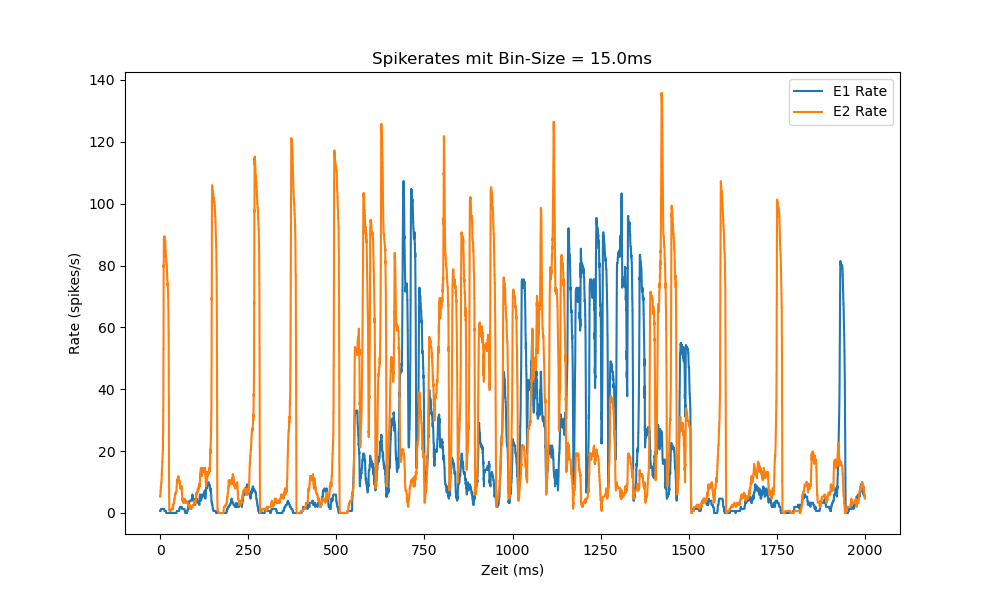 Spikerates mit Bin-Size = 15.0ms
E1 Rate
E2 Rate
140
120
100
80
60
40
20
0
Rate (spikes/s)
0 250 500 750 1000 1250 1500 1750 2000
Zeit (ms)